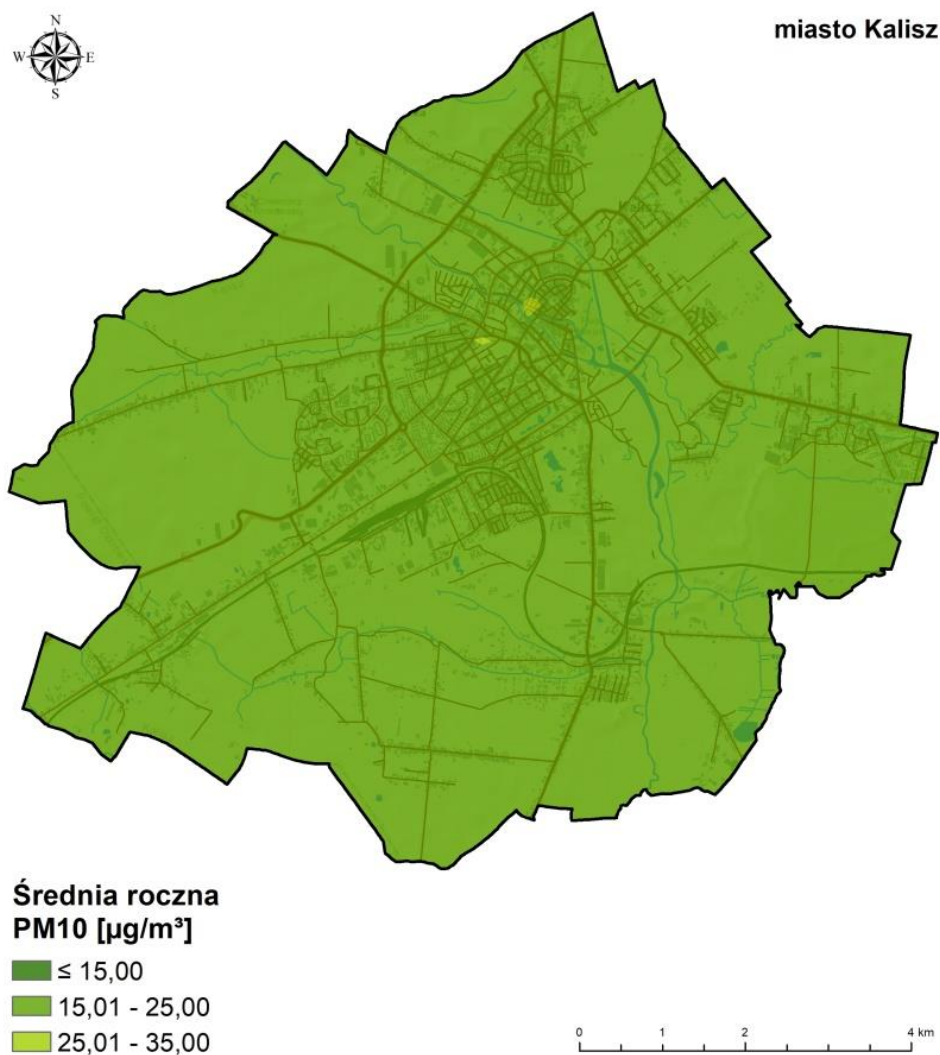 N
W E
S
miasto Kalisz
Średnia roczna
PM10 [µg/m³]
≤ 15,00
15,01 - 25,00
25,01 - 35,00
0 1 2 4 km